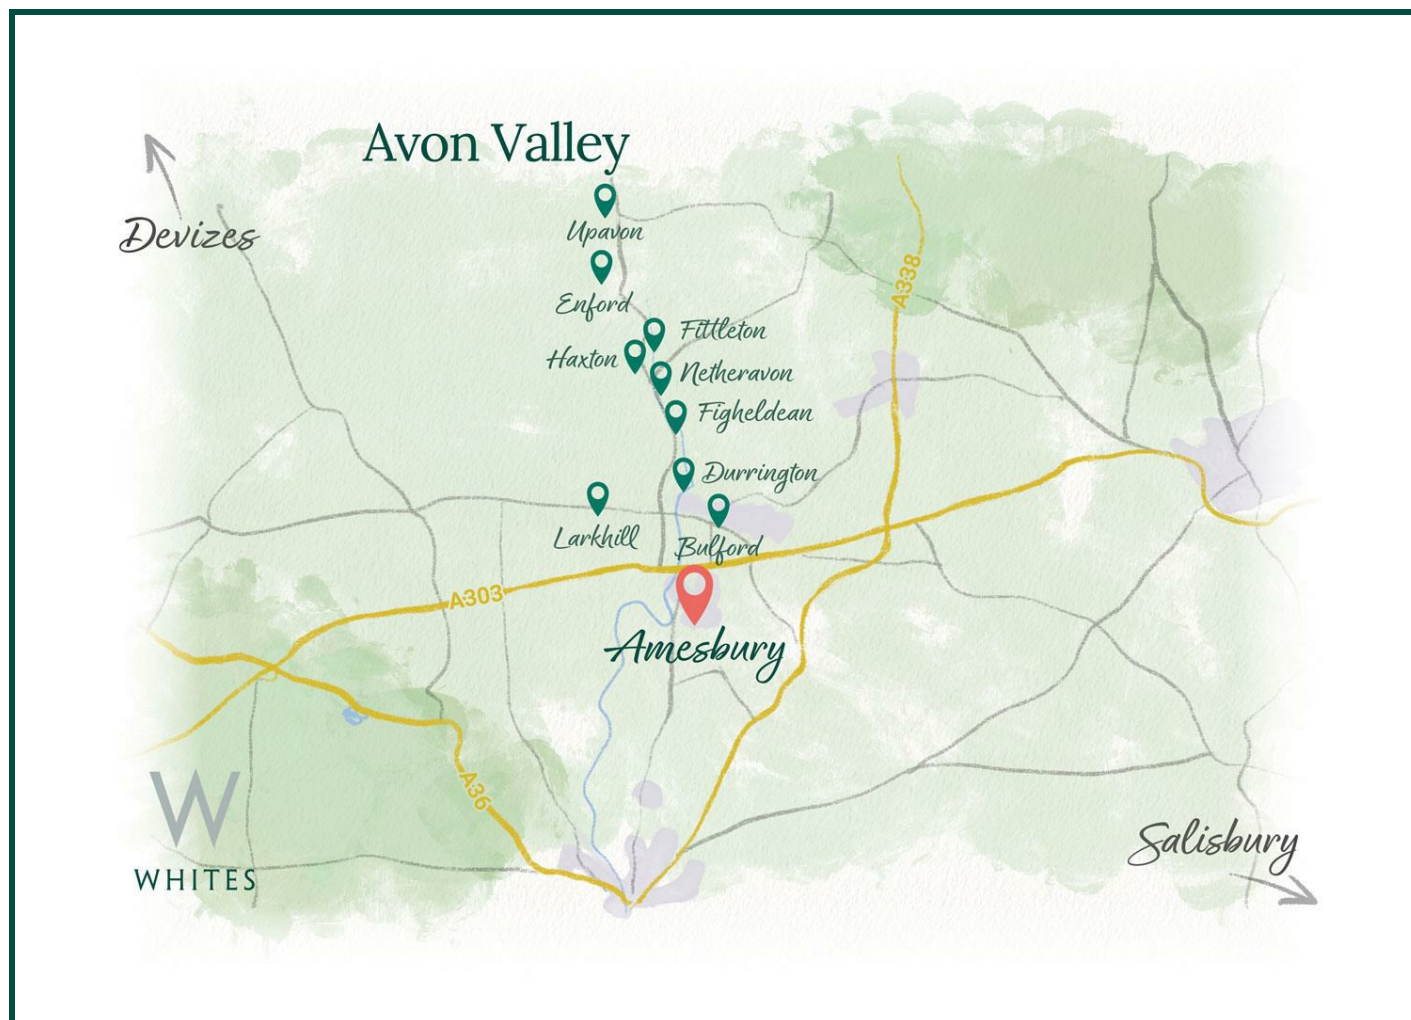 Avon Valley
Devizes
Upavon
A338
Enford
Fittleton
Haxton
Netheravon
Figheldean
Durrington
Larkhill
Bulford
A303
Amesbury
A36
W
WHITES
Salisbury